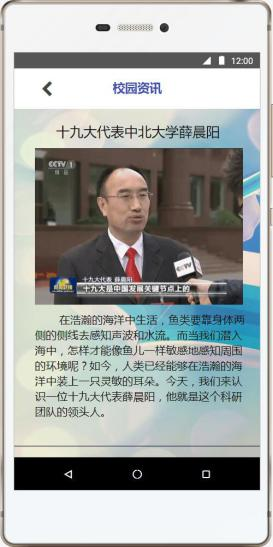 12:00
校园资讯
十九大代表中北大学薛晨阳
CCTV 1
综合
十九大代表 薛晨阳
十九大是中国发展关键节点上的
在浩瀚的海洋中生活，鱼类要靠身体两
侧的侧线去感知声波和水流。而当我们潜入
海中，怎样才能像鱼儿一样敏感地感知周围
的环境呢？如今，人类已经能够在浩瀚的海
洋中装上一只灵敏的耳朵。今天，我们来认
识一位十九大代表薛晨阳，他就是这个科研
团队的领头人。